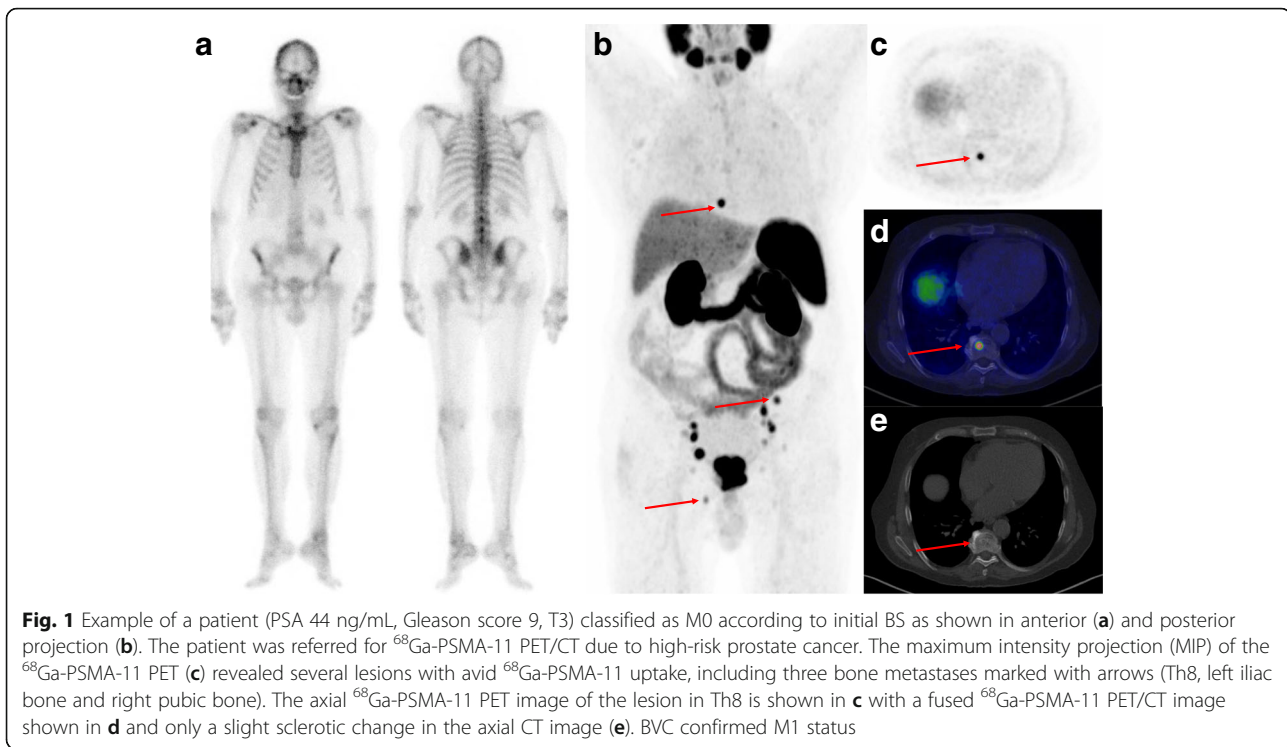 a
b
c
d
e
Fig. 1 Example of a patient (PSA 44 ng/mL, Gleason score 9, T3) classified as M0 according to initial BS as shown in anterior (a) and posterior
projection (b). The patient was referred for ⁶⁸Ga-PSMA-11 PET/CT due to high-risk prostate cancer. The maximum intensity projection (MIP) of the
⁶⁸Ga-PSMA-11 PET (c) revealed several lesions with avid ⁶⁸Ga-PSMA-11 uptake, including three bone metastases marked with arrows (Th8, left iliac
bone and right pubic bone). The axial ⁶⁸Ga-PSMA-11 PET image of the lesion in Th8 is shown in c with a fused ⁶⁸Ga-PSMA-11 PET/CT image
shown in d and only a slight sclerotic change in the axial CT image (e). BVC confirmed M1 status